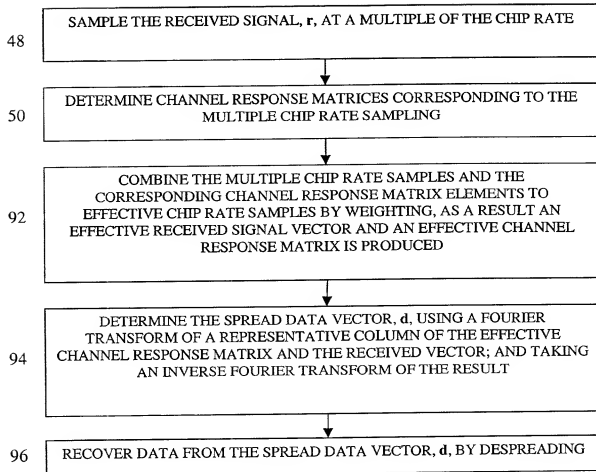 48
SAMPLE THE RECEIVED SIGNAL, r, AT A MULTIPLE OF THE CHIP RATE
50
DETERMINE CHANNEL RESPONSE MATRICES CORRESPONDING TO THE
MULTIPLE CHIP RATE SAMPLING
92
COMBINE THE MULTIPLE CHIP RATE SAMPLES AND THE
CORRESPONDING CHANNEL RESPONSE MATRIX ELEMENTS TO
EFFECTIVE CHIP RATE SAMPLES BY WEIGHTING, AS A RESULT AN
EFFECTIVE RECEIVED SIGNAL VECTOR AND AN EFFECTIVE CHANNEL
RESPONSE MATRIX IS PRODUCED
94
DETERMINE THE SPREAD DATA VECTOR, d, USING A FOURIER
TRANSFORM OF A REPRESENTATIVE COLUMN OF THE EFFECTIVE
CHANNEL RESPONSE MATRIX AND THE RECEIVED VECTOR; AND TAKING
AN INVERSE FOURIER TRANSFORM OF THE RESULT
96
RECOVER DATA FROM THE SPREAD DATA VECTOR, d, BY DESPREADING